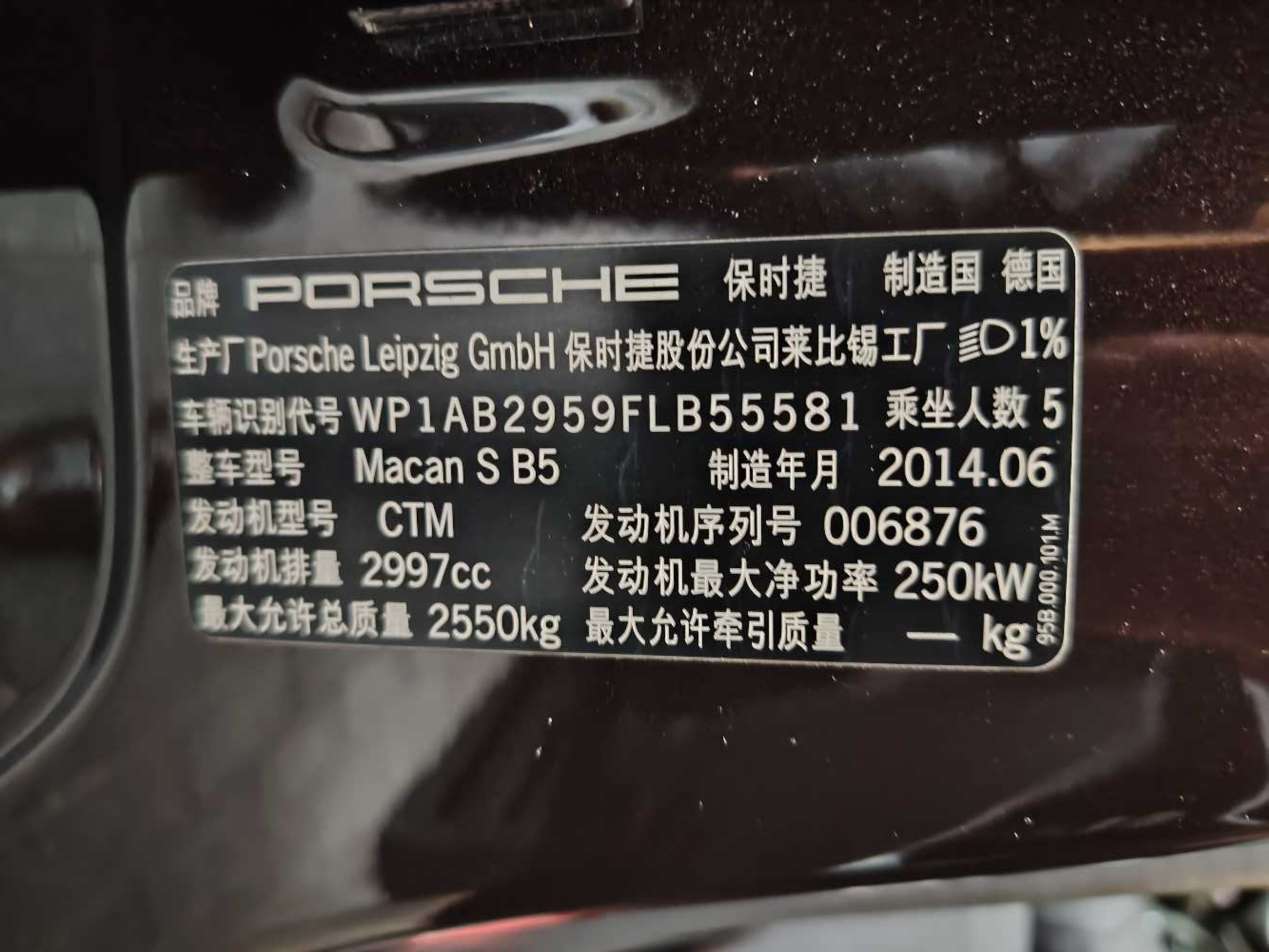 品牌 PORSCHE 保时捷 制造国 德国
生产厂 Porsche Leipzig GmbH 保时捷股份公司莱比锡工厂 1%
车辆识别代号 WP1AB2959FLB55581 乘坐人数 5
整车型号 Macan S B5 制造年月 2014.06
发动机型号 CTM 发动机序列号 006876
发动机排量 2997cc 发动机最大净功率 250kW
最大允许总质量 2550kg 最大允许牵引质量 — kg
95B.000.101.M